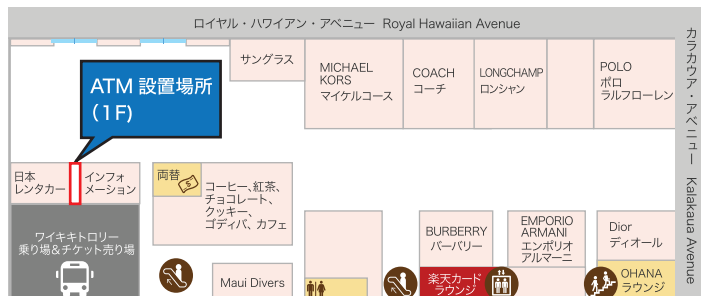 ロイヤル・ハワイアン・アベニュー Royal Hawaiian Avenue
カラカウア・アベニュー Kalakaua Avenue
サングラス
MICHAEL
KORS
マイケルコース
COACH
コーチ
LONGCHAMP
ロンシャン
POLO
ポロ
ラルフローレン
ATM 設置場所
（1F)
日本
レンタカー
インフォ
メーション
両替
コーヒー、紅茶、
チョコレート、
クッキー、
ゴディバ、カフェ
ワイキキトロリー
乗り場＆チケット売り場
Maui Divers
BURBERRY
バーバリー
楽天カード
ラウンジ
EMPORIO
ARMANI
エンポリオ
アルマーニ
Dior
ディオール
OHANA
ラウンジ